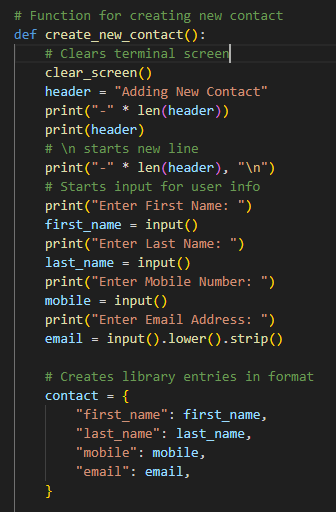 # Function for creating new contact
def create_new_contact():
    # Clears terminal screen
    clear_screen()
    header = "Adding New Contact"
    print("-" * len(header))
    print(header)
    # \n starts new line
    print("-" * len(header), "\n")
    # Starts input for user info
    print("Enter First Name: ")
    first_name = input()
    print("Enter Last Name: ")
    last_name = input()
    print("Enter Mobile Number: ")
    mobile = input()
    print("Enter Email Address: ")
    email = input().lower().strip()

    # Creates library entries in format
    contact = {
        "first_name": first_name,
        "last_name": last_name,
        "mobile": mobile,
        "email": email,
    }